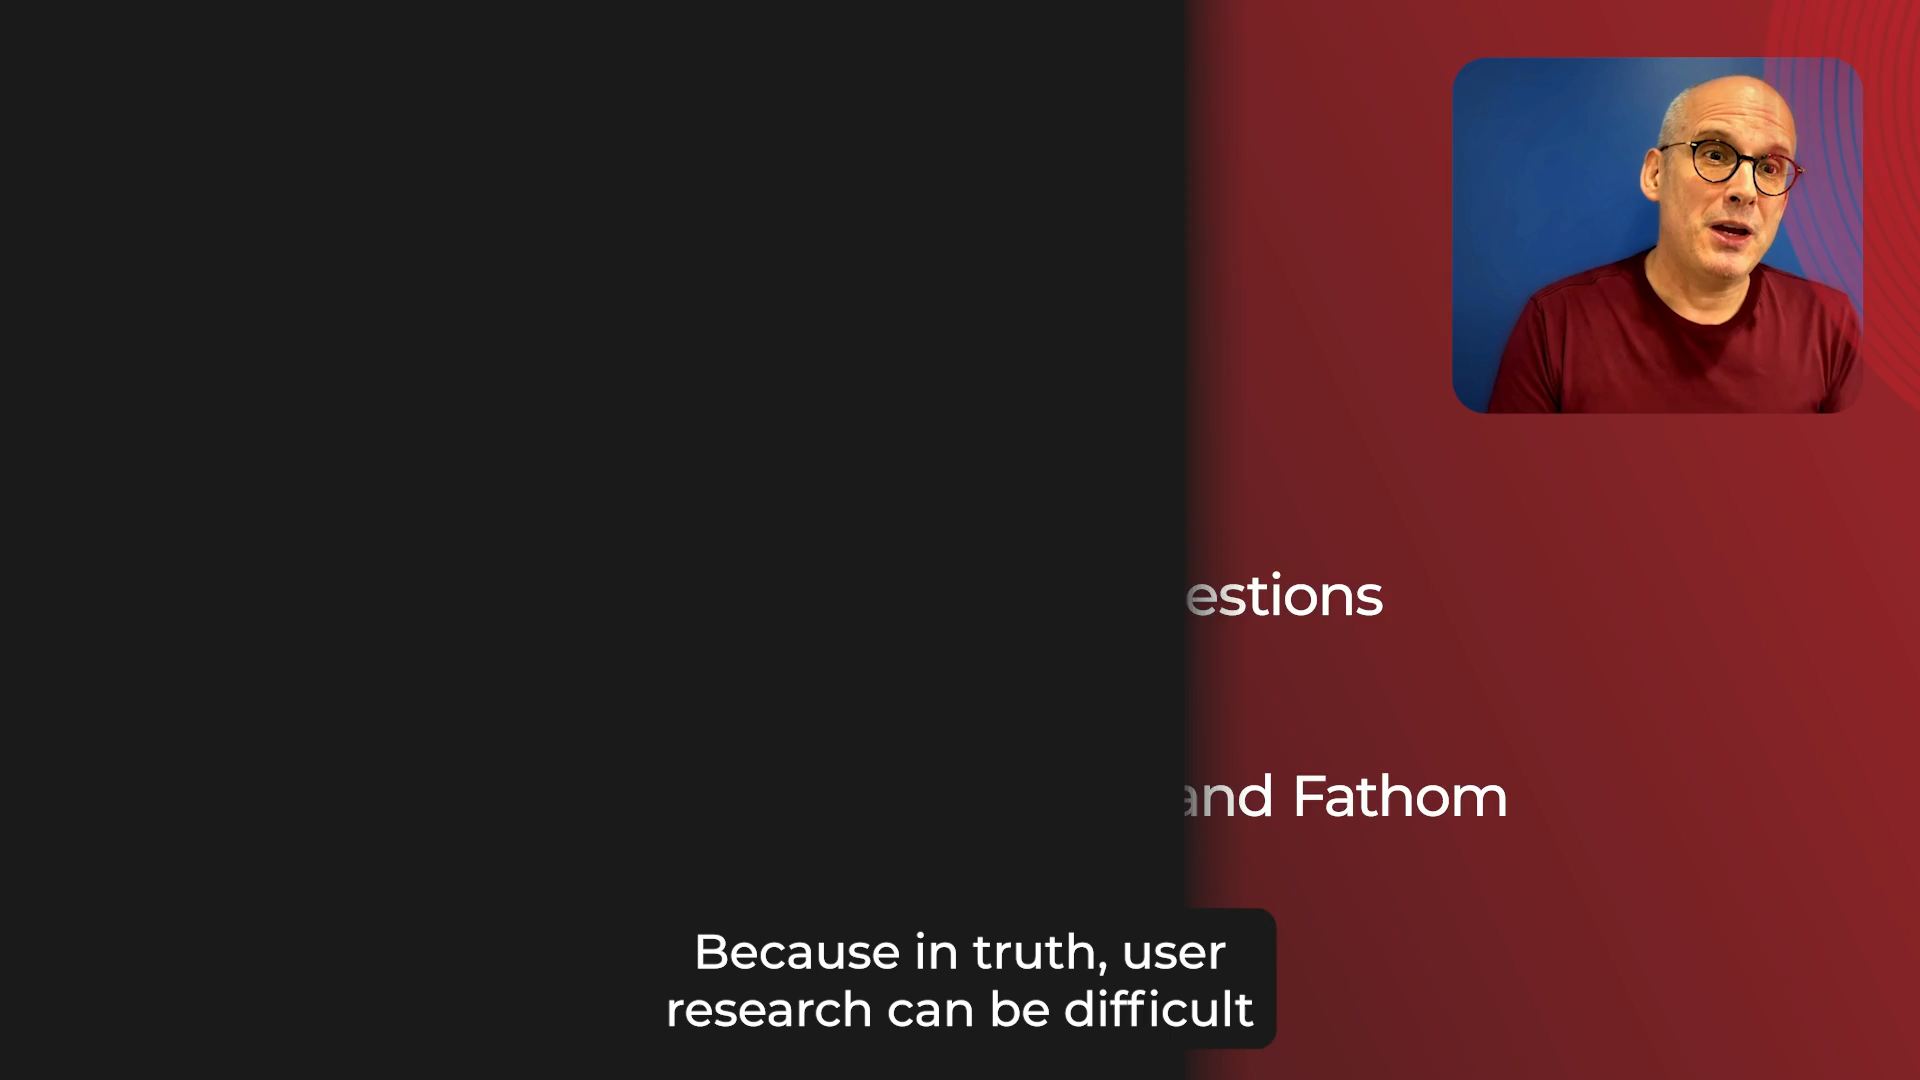 estions
and Fathom
Because in truth, user
research can be difficult